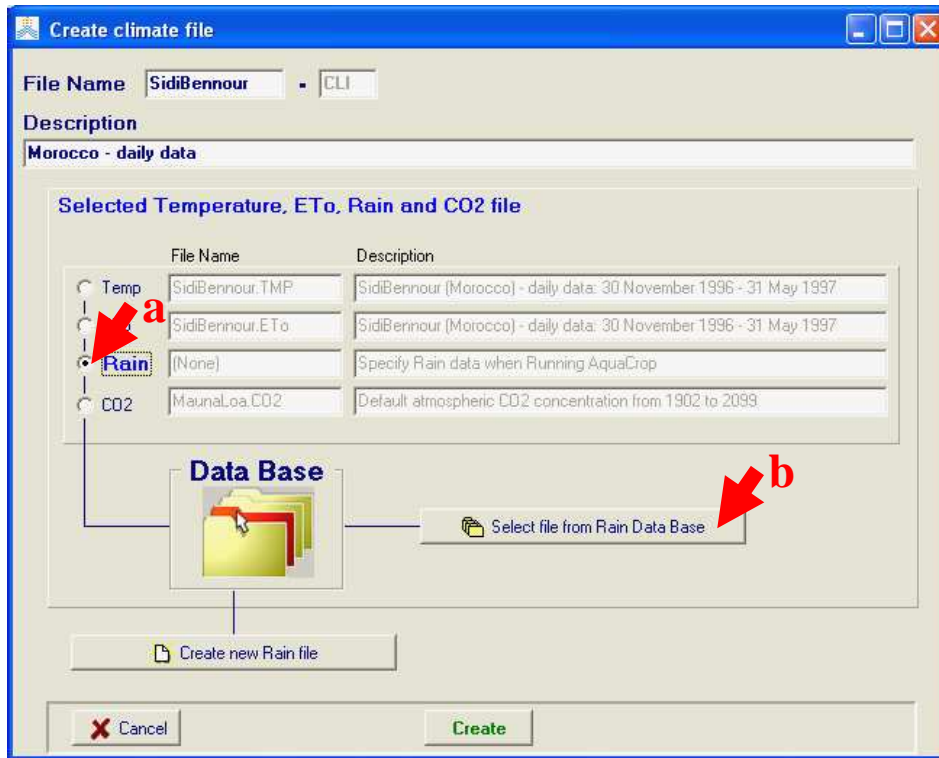 Create climate file
File Name SidiBennour - CLI
Description
Morocco - daily data
Selected Temperature, ETo, Rain and CO2 file
File Name Description
Temp SidiBennour.TMP SidiBennour (Morocco) - daily data: 30 November 1996 - 31 May 1997
a
SidiBennour.ETo SidiBennour (Morocco) - daily data: 30 November 1996 - 31 May 1997
Rain (None) Specify Rain data when Running AquaCrop
CO2 MaunaLoa.CO2 Default atmospheric CO2 concentration from 1902 to 2099
Data Base
b
Select file from Rain Data Base
Create new Rain file
Cancel Create